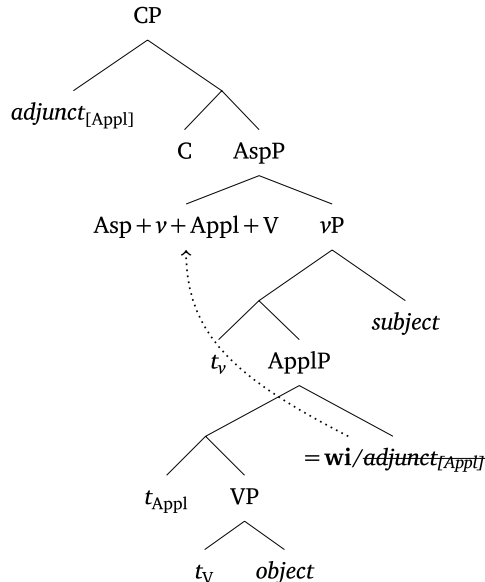 CP
adjunct[Appl]
C AspP
Asp+v+Appl+V vP
subject
tv ApplP
=wi/adjunct[Appl]
tAppl VP
tV object